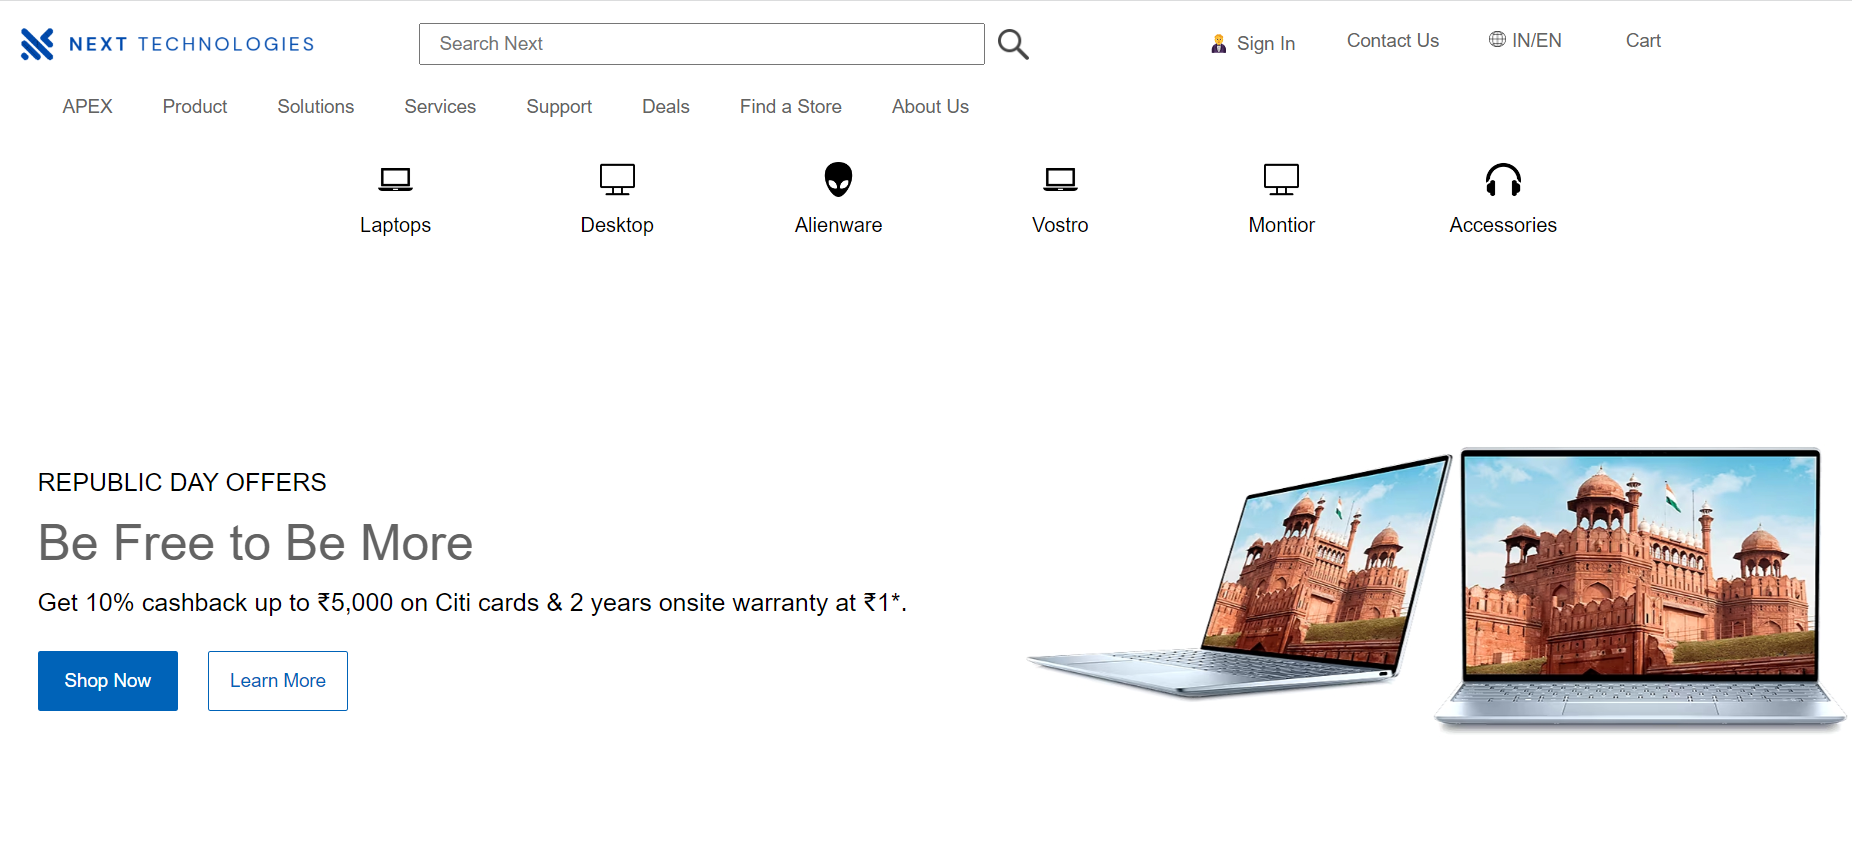 NEXT TECHNOLOGIES
Search Next
Sign In
Contact Us
IN/EN
Cart
APEX
Product
Solutions
Services
Support
Deals
Find a Store
About Us
Laptops
Desktop
Alienware
Vostro
Montior
Accessories
REPUBLIC DAY OFFERS
Be Free to Be More
Get 10% cashback up to ₹5,000 on Citi cards & 2 years onsite warranty at ₹1*.
Shop Now
Learn More